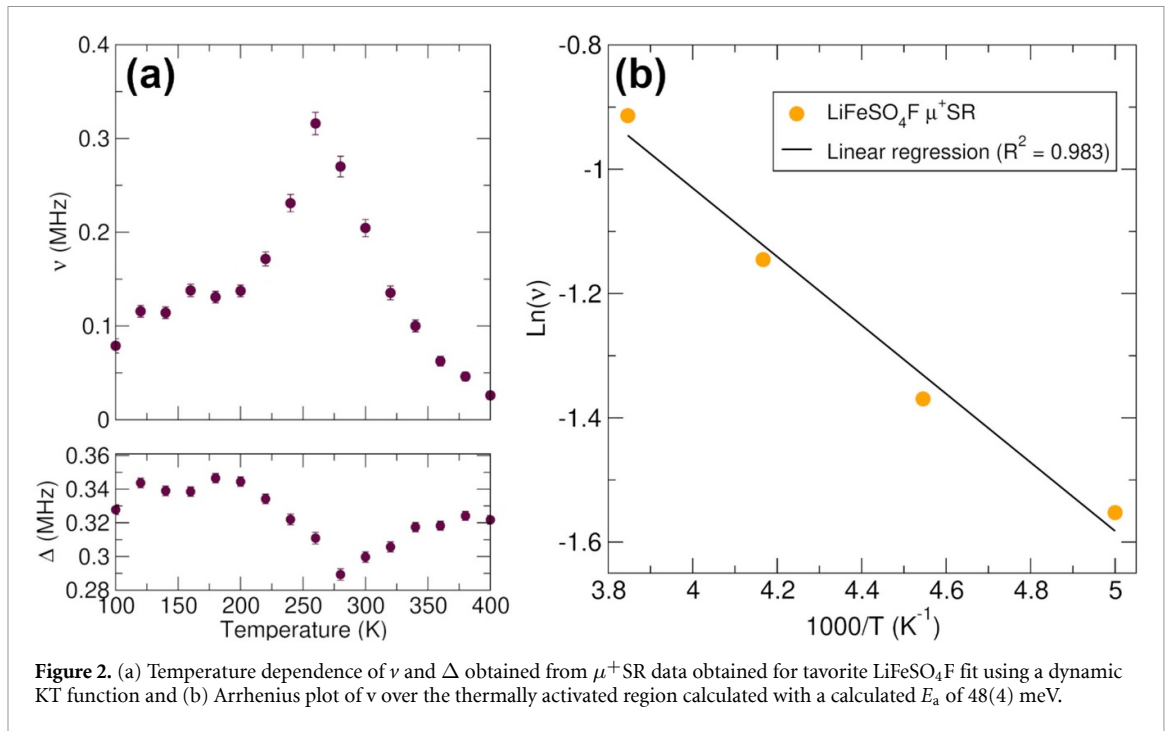 (a)
0.4
0.3
0.2
0.1
0
ν (MHz)
0.36
0.34
0.32
0.3
0.28
Δ (MHz)
100 150 200 250 300 350 400
Temperature (K)
(b)
-0.8
-1
-1.2
-1.4
-1.6
Ln(ν)
LiFeSO₄F μ⁺SR
Linear regression (R² = 0.983)
3.8 4 4.2 4.4 4.6 4.8 5
1000/T (K⁻¹)
Figure 2. (a) Temperature dependence of ν and Δ obtained from μ⁺SR data obtained for tavorite LiFeSO₄F fit using a dynamic
KT function and (b) Arrhenius plot of v over the thermally activated region calculated with a calculated Eₐ of 48(4) meV.